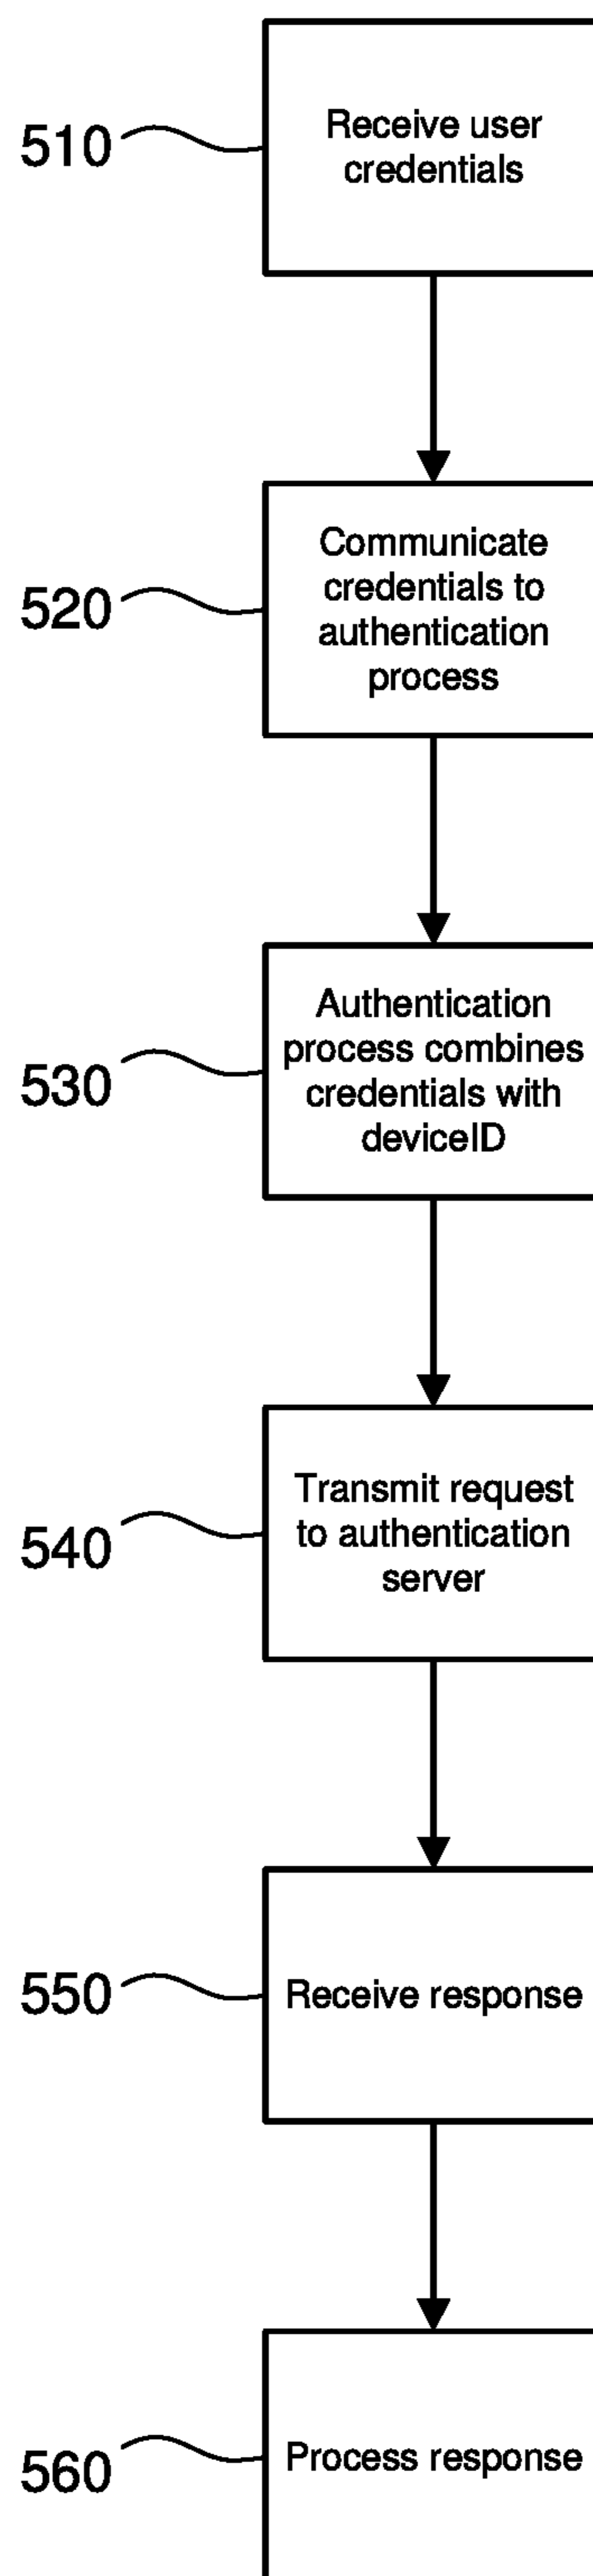 510
Receive user
credentials
520
Communicate
credentials to
authentication
process
530
Authentication
process combines
credentials with
deviceID
540
Transmit request
to authentication
server
550
Receive response
560
Process response